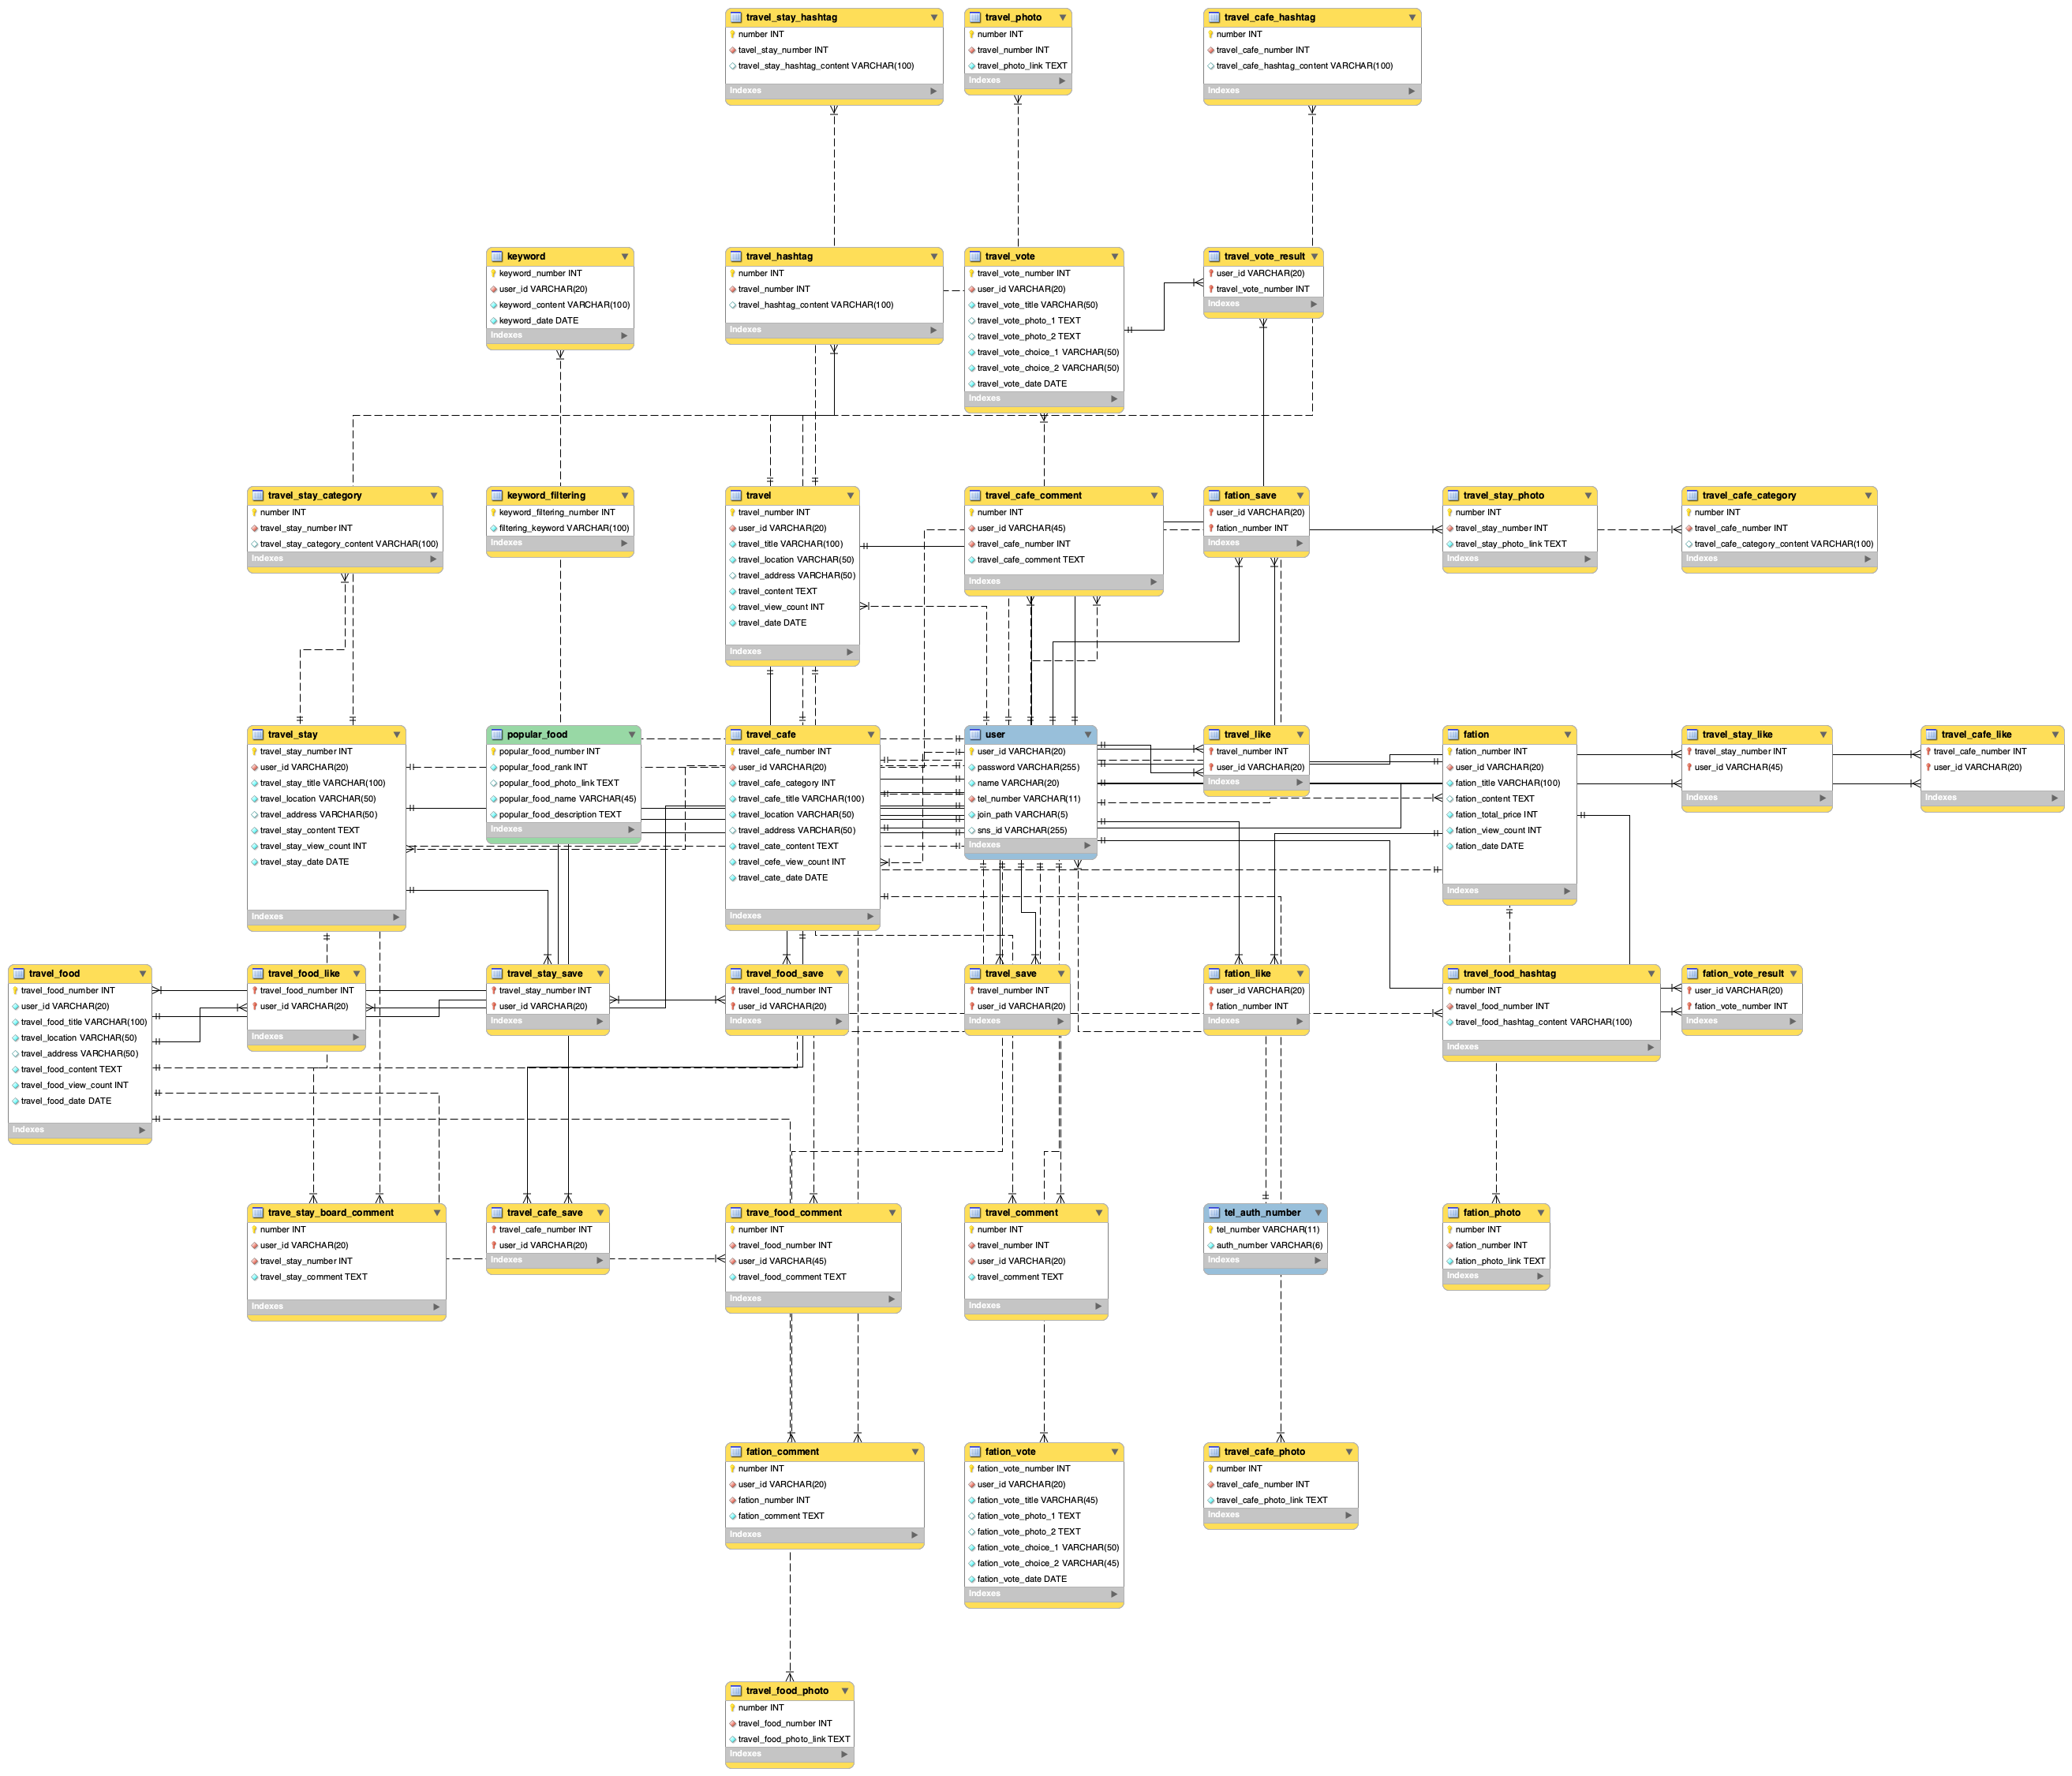 travel_stay_hashtag
number INT
tavel_stay_number INT
travel_stay_hashtag_content VARCHAR(100)
Indexes
travel_photo
number INT
travel_number INT
travel_photo_link TEXT
Indexes
travel_cafe_hashtag
number INT
travel_cafe_number INT
travel_cafe_hashtag_content VARCHAR(100)
Indexes
keyword
keyword_number INT
user_id VARCHAR(20)
keyword_content VARCHAR(100)
keyword_date DATE
Indexes
travel_hashtag
number INT
travel_number INT
travel_hashtag_content VARCHAR(100)
Indexes
travel_vote
travel_vote_number INT
user_id VARCHAR(20)
travel_vote_title VARCHAR(50)
travel_vote_photo_1 TEXT
travel_vote_photo_2 TEXT
travel_vote_choice_1 VARCHAR(50)
travel_vote_choice_2 VARCHAR(50)
travel_vote_date DATE
Indexes
travel_vote_result
user_id VARCHAR(20)
travel_vote_number INT
Indexes
travel_stay_category
number INT
travel_stay_number INT
travel_stay_category_content VARCHAR(100)
Indexes
keyword_filtering
keyword_filtering_number INT
filtering_keyword VARCHAR(100)
Indexes
travel
travel_number INT
user_id VARCHAR(20)
travel_title VARCHAR(100)
travel_location VARCHAR(50)
travel_address VARCHAR(50)
travel_content TEXT
travel_view_count INT
travel_date DATE
Indexes
travel_cafe_comment
number INT
user_id VARCHAR(45)
travel_cafe_number INT
travel_cafe_comment TEXT
Indexes
fation_save
user_id VARCHAR(20)
fation_number INT
Indexes
travel_stay_photo
number INT
travel_stay_number INT
travel_stay_photo_link TEXT
Indexes
travel_cafe_category
number INT
travel_cafe_number INT
travel_cafe_category_content VARCHAR(100)
Indexes
travel_stay
travel_stay_number INT
user_id VARCHAR(20)
travel_stay_title VARCHAR(100)
travel_location VARCHAR(50)
travel_address VARCHAR(50)
travel_stay_content TEXT
travel_stay_view_count INT
travel_stay_date DATE
Indexes
popular_food
popular_food_number INT
popular_food_rank INT
popular_food_photo_link TEXT
popular_food_name VARCHAR(45)
popular_food_description TEXT
Indexes
travel_cafe
travel_cafe_number INT
user_id VARCHAR(20)
travel_cafe_category INT
travel_cafe_title VARCHAR(100)
travel_location VARCHAR(50)
travel_address VARCHAR(50)
travel_cate_content TEXT
travel_cefe_view_count INT
travel_cate_date DATE
Indexes
user
user_id VARCHAR(20)
password VARCHAR(255)
name VARCHAR(20)
tel_number VARCHAR(11)
join_path VARCHAR(5)
sns_id VARCHAR(255)
Indexes
travel_like
travel_number INT
user_id VARCHAR(20)
Indexes
fation
fation_number INT
user_id VARCHAR(20)
fation_title VARCHAR(100)
fation_content TEXT
fation_total_price INT
fation_view_count INT
fation_date DATE
Indexes
travel_stay_like
travel_stay_number INT
user_id VARCHAR(45)
Indexes
travel_cafe_like
travel_cafe_number INT
user_id VARCHAR(20)
Indexes
travel_food
travel_food_number INT
user_id VARCHAR(20)
travel_food_title VARCHAR(100)
travel_location VARCHAR(50)
travel_address VARCHAR(50)
travel_food_content TEXT
travel_food_view_count INT
travel_food_date DATE
Indexes
travel_food_like
travel_food_number INT
user_id VARCHAR(20)
Indexes
travel_stay_save
travel_stay_number INT
user_id VARCHAR(20)
Indexes
travel_food_save
travel_food_number INT
user_id VARCHAR(20)
Indexes
travel_save
travel_number INT
user_id VARCHAR(20)
Indexes
fation_like
user_id VARCHAR(20)
fation_number INT
Indexes
travel_food_hashtag
number INT
travel_food_number INT
travel_food_hashtag_content VARCHAR(100)
Indexes
fation_vote_result
user_id VARCHAR(20)
fation_vote_number INT
Indexes
trave_stay_board_comment
number INT
user_id VARCHAR(20)
travel_stay_number INT
travel_stay_comment TEXT
Indexes
travel_cafe_save
travel_cafe_number INT
user_id VARCHAR(20)
Indexes
trave_food_comment
number INT
travel_food_number INT
user_id VARCHAR(45)
travel_food_comment TEXT
Indexes
travel_comment
number INT
travel_number INT
user_id VARCHAR(20)
travel_comment TEXT
Indexes
tel_auth_number
tel_number VARCHAR(11)
auth_number VARCHAR(6)
Indexes
fation_photo
number INT
fation_number INT
fation_photo_link TEXT
Indexes
fation_comment
number INT
user_id VARCHAR(20)
fation_number INT
fation_comment TEXT
Indexes
fation_vote
fation_vote_number INT
user_id VARCHAR(20)
fation_vote_title VARCHAR(45)
fation_vote_photo_1 TEXT
fation_vote_photo_2 TEXT
fation_vote_choice_1 VARCHAR(50)
fation_vote_choice_2 VARCHAR(45)
fation_vote_date DATE
Indexes
travel_cafe_photo
number INT
travel_cafe_number INT
travel_cafe_photo_link TEXT
Indexes
travel_food_photo
number INT
travel_food_number INT
travel_food_photo_link TEXT
Indexes